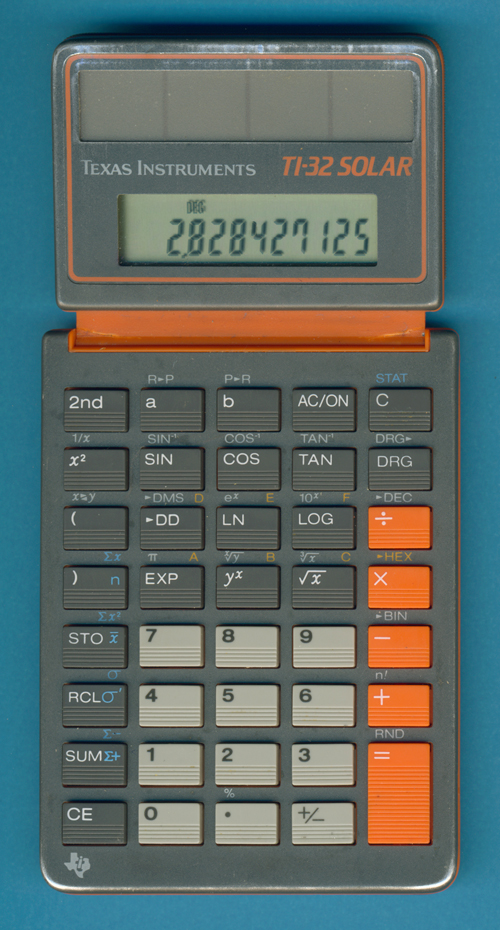 TEXAS INSTRUMENTS TI-32 SOLAR
DEG
2,828427125
R►P P►R STAT
2nd a b AC/ON C
1/x SIN⁻¹ COS⁻¹ TAN⁻¹ DRG►
x² SIN COS TAN DRG
x⇆y ►DMS D eˣ E 10ˣ F ►DEC
( ►DD LN LOG ÷
Σx π A ʸ√x B ³√x C ►HEX
) n EXP yˣ √x ×
Σx² ►BIN
STO x̄ 7 8 9 −
σ n!
RCL σ' 4 5 6 +
Σ− RND
SUM Σ+ 1 2 3 =
%
CE 0 . +/−